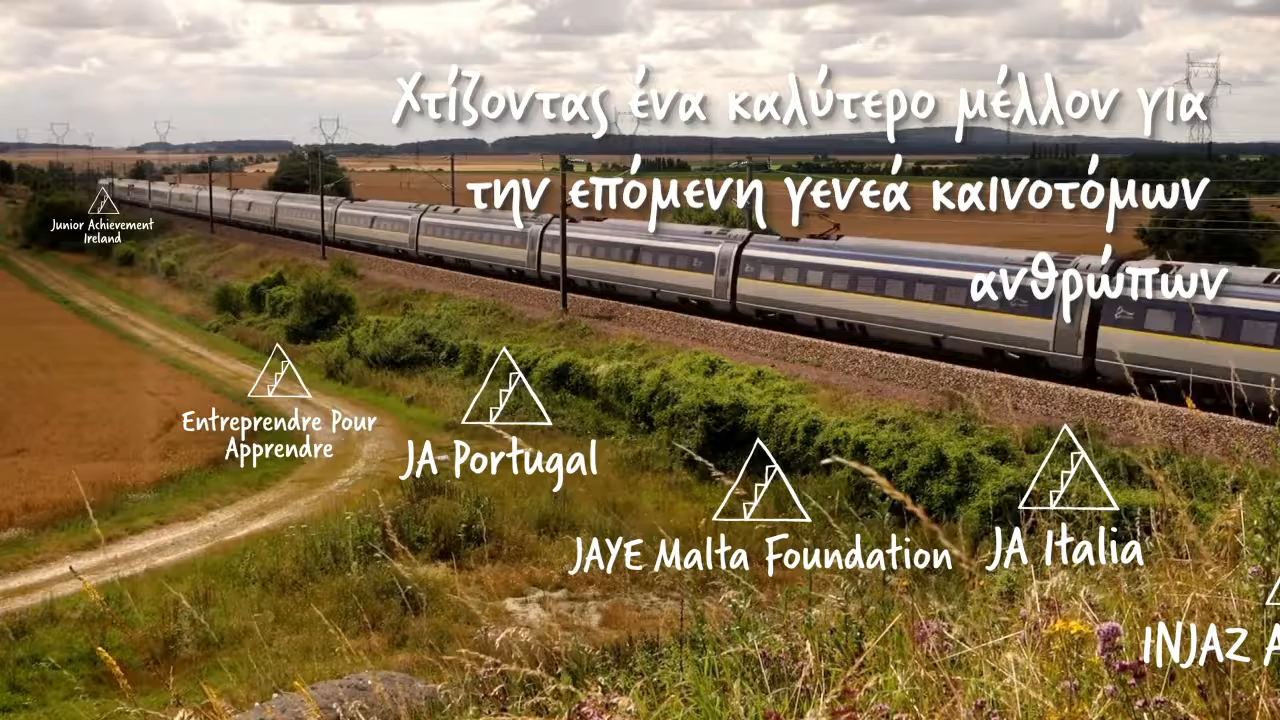 Χτίζοντας ένα καλύτερο μέλλον για
την επόμενη γενεά καινοτόμων
ανθρώπων
Junior Achievement
Ireland
Entreprendre Pour
Apprendre
JA Portugal
JAYE Malta Foundation
JA Italia
INJAZ